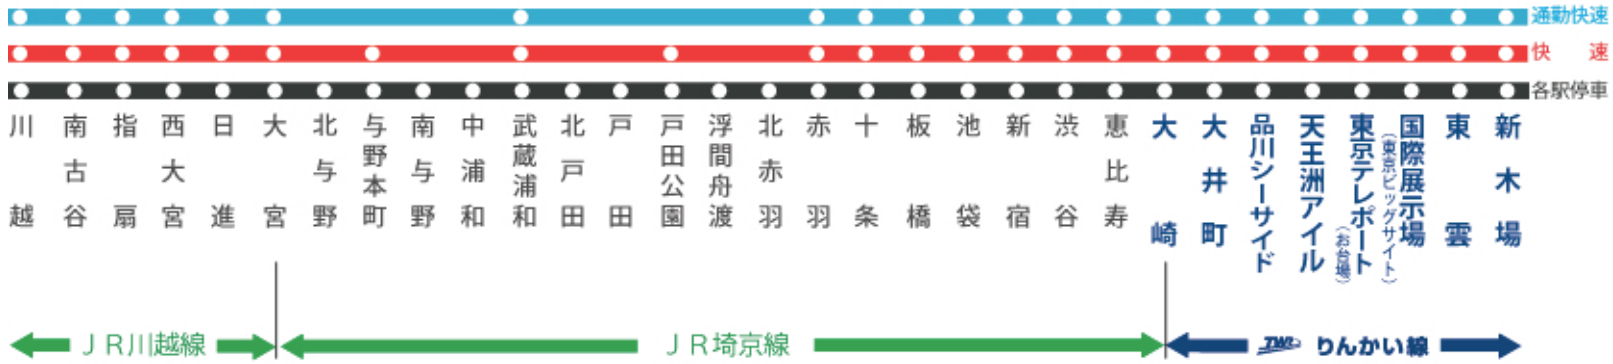 通勤快速
快速
各駅停車
川越
南古谷
指扇
西大宮
日進
大宮
北与野
与野本町
南与野
中浦和
武蔵浦和
北戸田
戸田
戸田公園
浮間舟渡
北赤羽
赤羽
十条
板橋
池袋
新宿
渋谷
恵比寿
大崎
大井町
品川シーサイド
天王洲アイル
東京テレポート
(お台場)
国際展示場
(東京ビッグサイト)
東雲
新木場
JR川越線
JR埼京線
TWR りんかい線